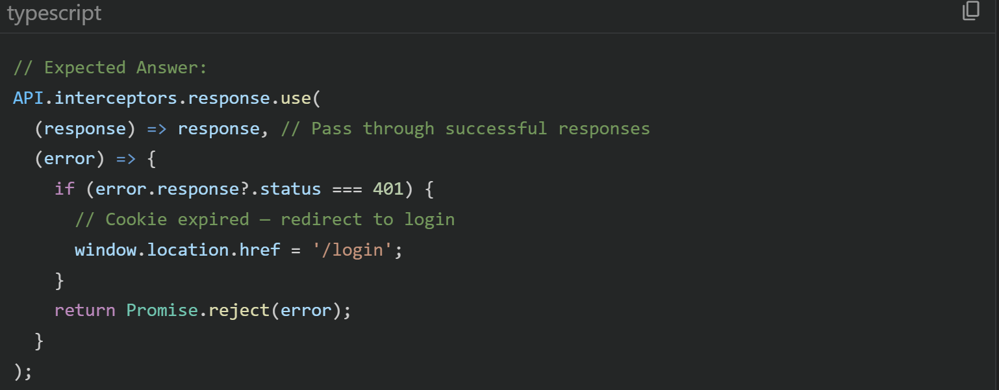 typescript
// Expected Answer:
API.interceptors.response.use(
  (response) => response, // Pass through successful responses
  (error) => {
    if (error.response?.status === 401) {
      // Cookie expired — redirect to login
      window.location.href = '/login';
    }
    return Promise.reject(error);
  }
);